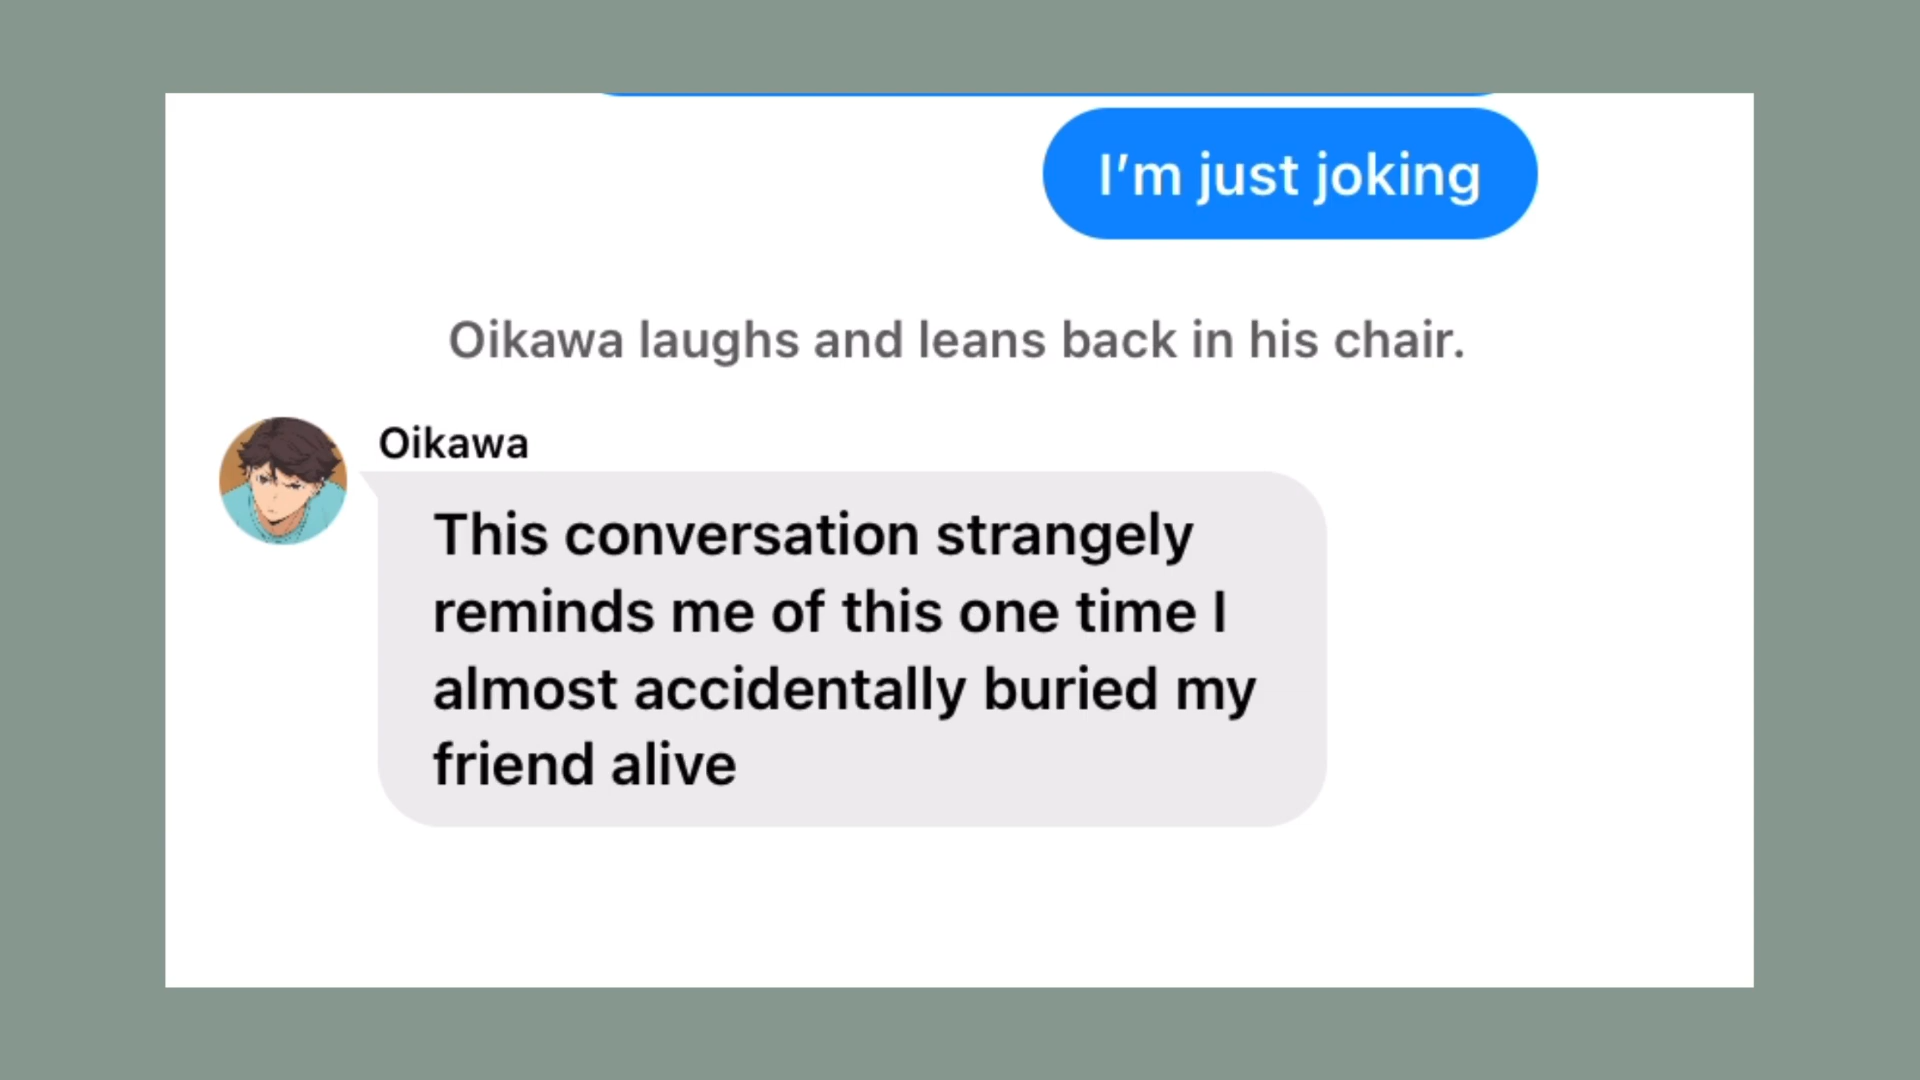 I’m just joking
Oikawa laughs and leans back in his chair.
Oikawa
This conversation strangely
reminds me of this one time I
almost accidentally buried my
friend alive